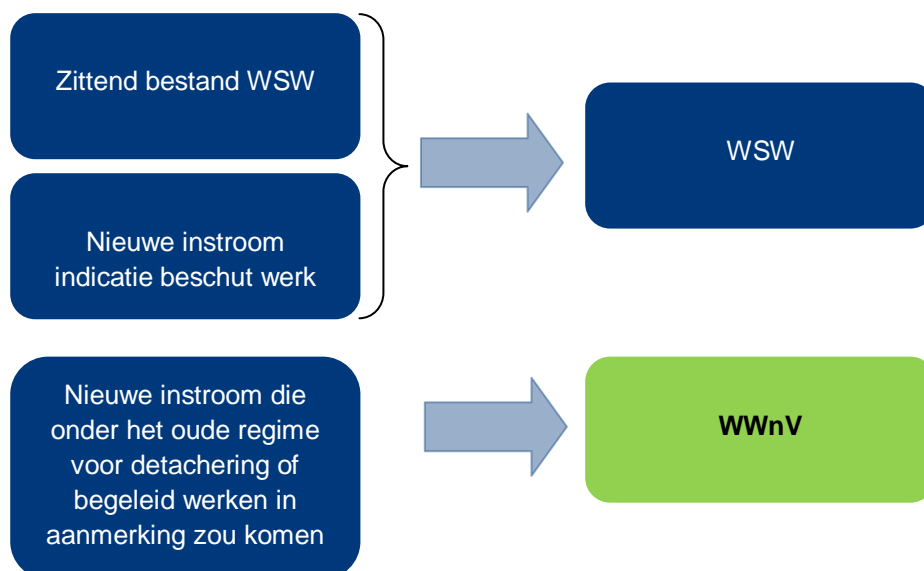 Zittend bestand WSW
WSW
Nieuwe instroom
indicatie beschut werk
Nieuwe instroom die
onder het oude regime
voor detachering of
begeleid werken in
aanmerking zou komen
WWnV